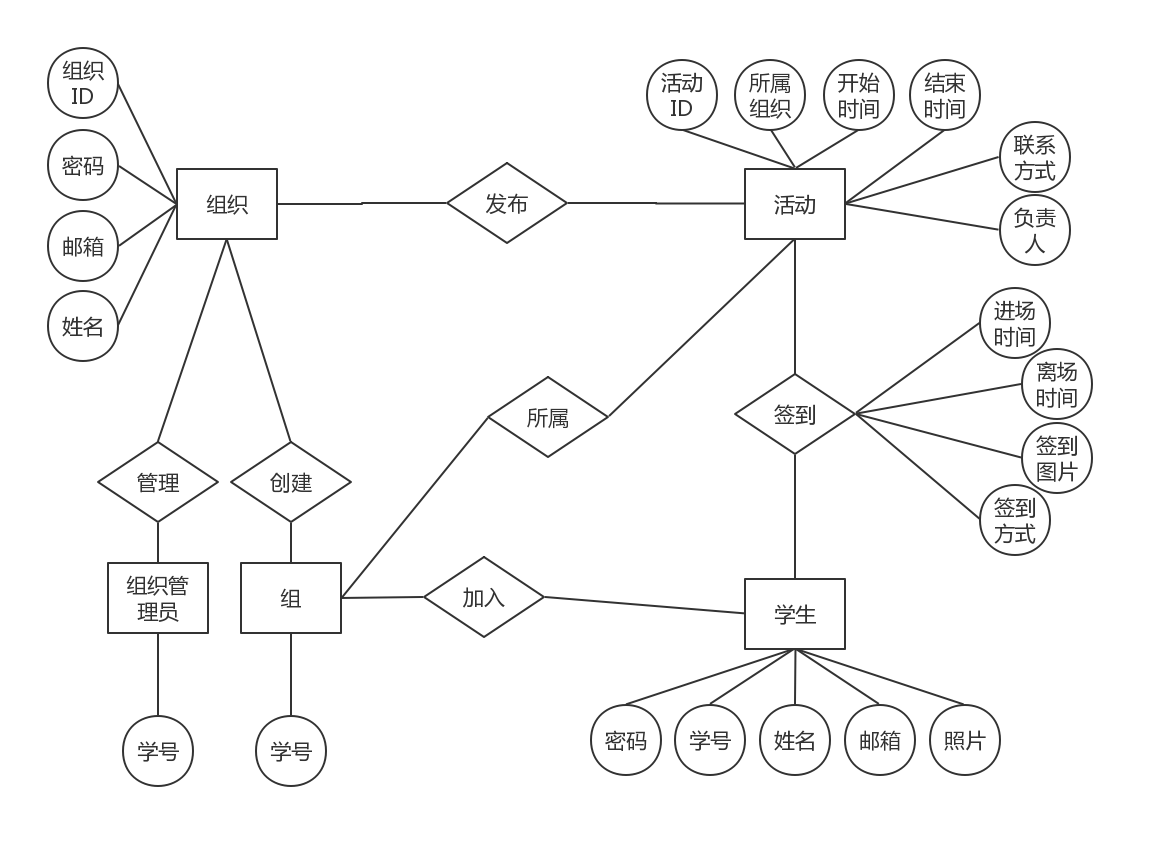 组织
ID
活动
ID
所属
组织
开始
时间
结束
时间
密码
联系
方式
组织
发布
活动
负责
人
邮箱
姓名
进场
时间
离场
时间
所属
签到
签到
图片
管理
创建
签到
方式
组织管
理员
组
加入
学生
学号
学号
密码
学号
姓名
邮箱
照片